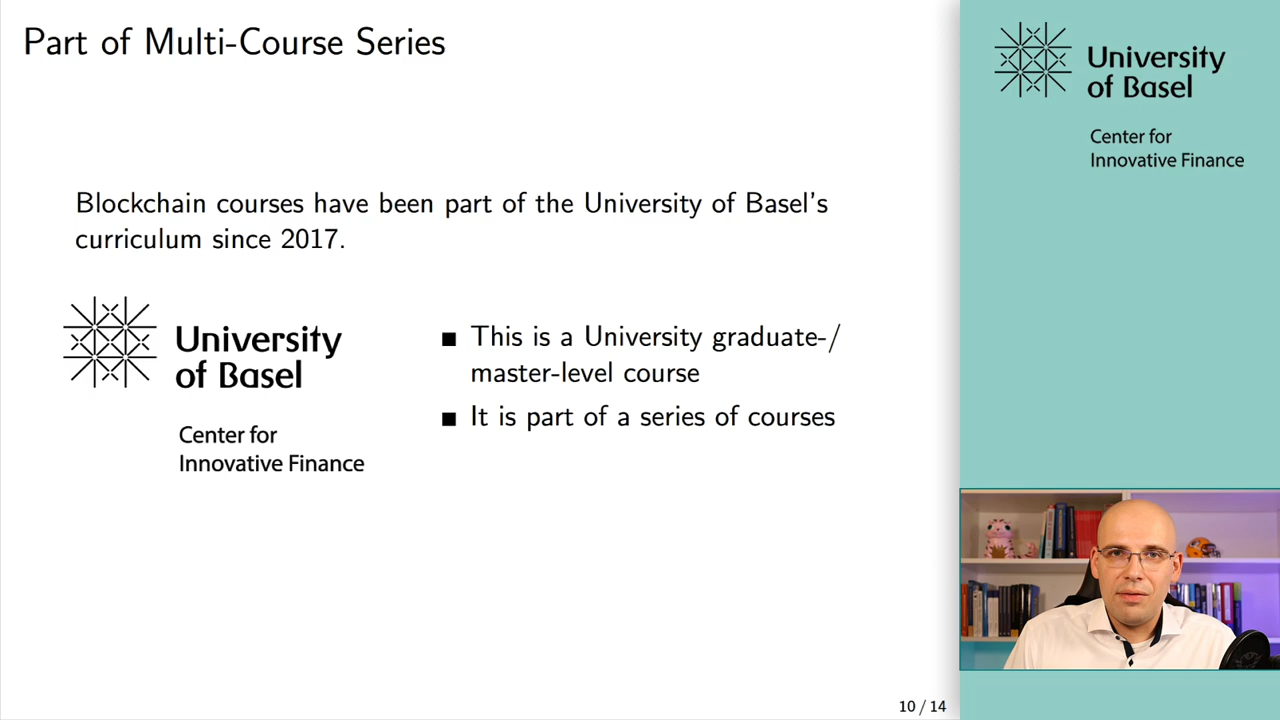 Part of Multi-Course Series
Blockchain courses have been part of the University of Basel's
curriculum since 2017.
University
of Basel
Center for
Innovative Finance
■ This is a University graduate-/
master-level course
■ It is part of a series of courses
10 / 14
University
of Basel
Center for
Innovative Finance